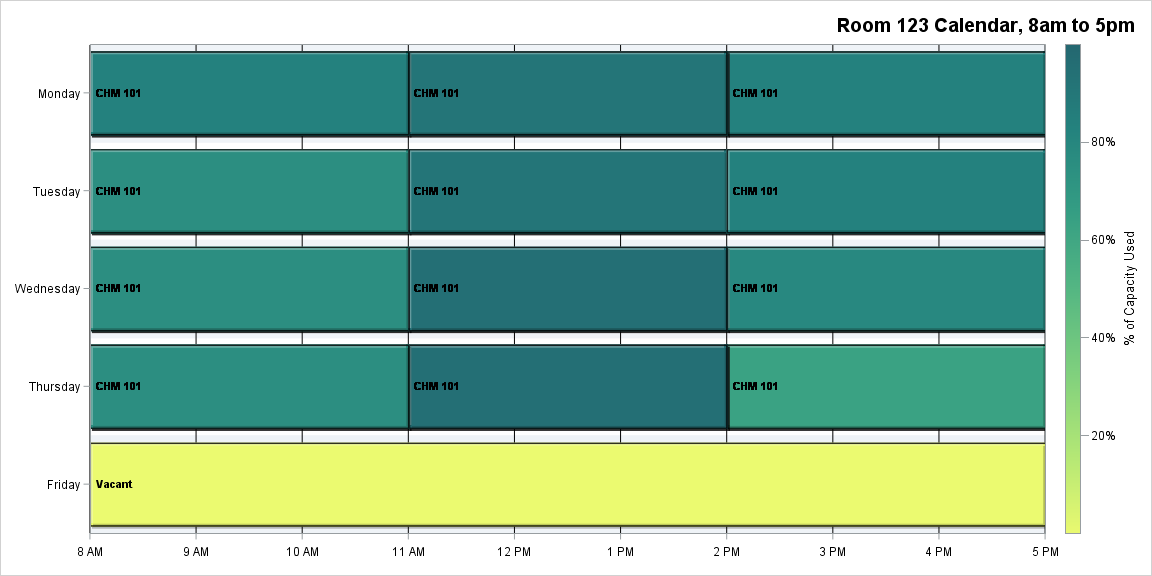 Room 123 Calendar, 8am to 5pm
Monday
CHM 101
CHM 101
CHM 101
Tuesday
CHM 101
CHM 101
CHM 101
Wednesday
CHM 101
CHM 101
CHM 101
Thursday
CHM 101
CHM 101
CHM 101
Friday
Vacant
8 AM
9 AM
10 AM
11 AM
12 PM
1 PM
2 PM
3 PM
4 PM
5 PM
80%
60%
40%
20%
% of Capacity Used